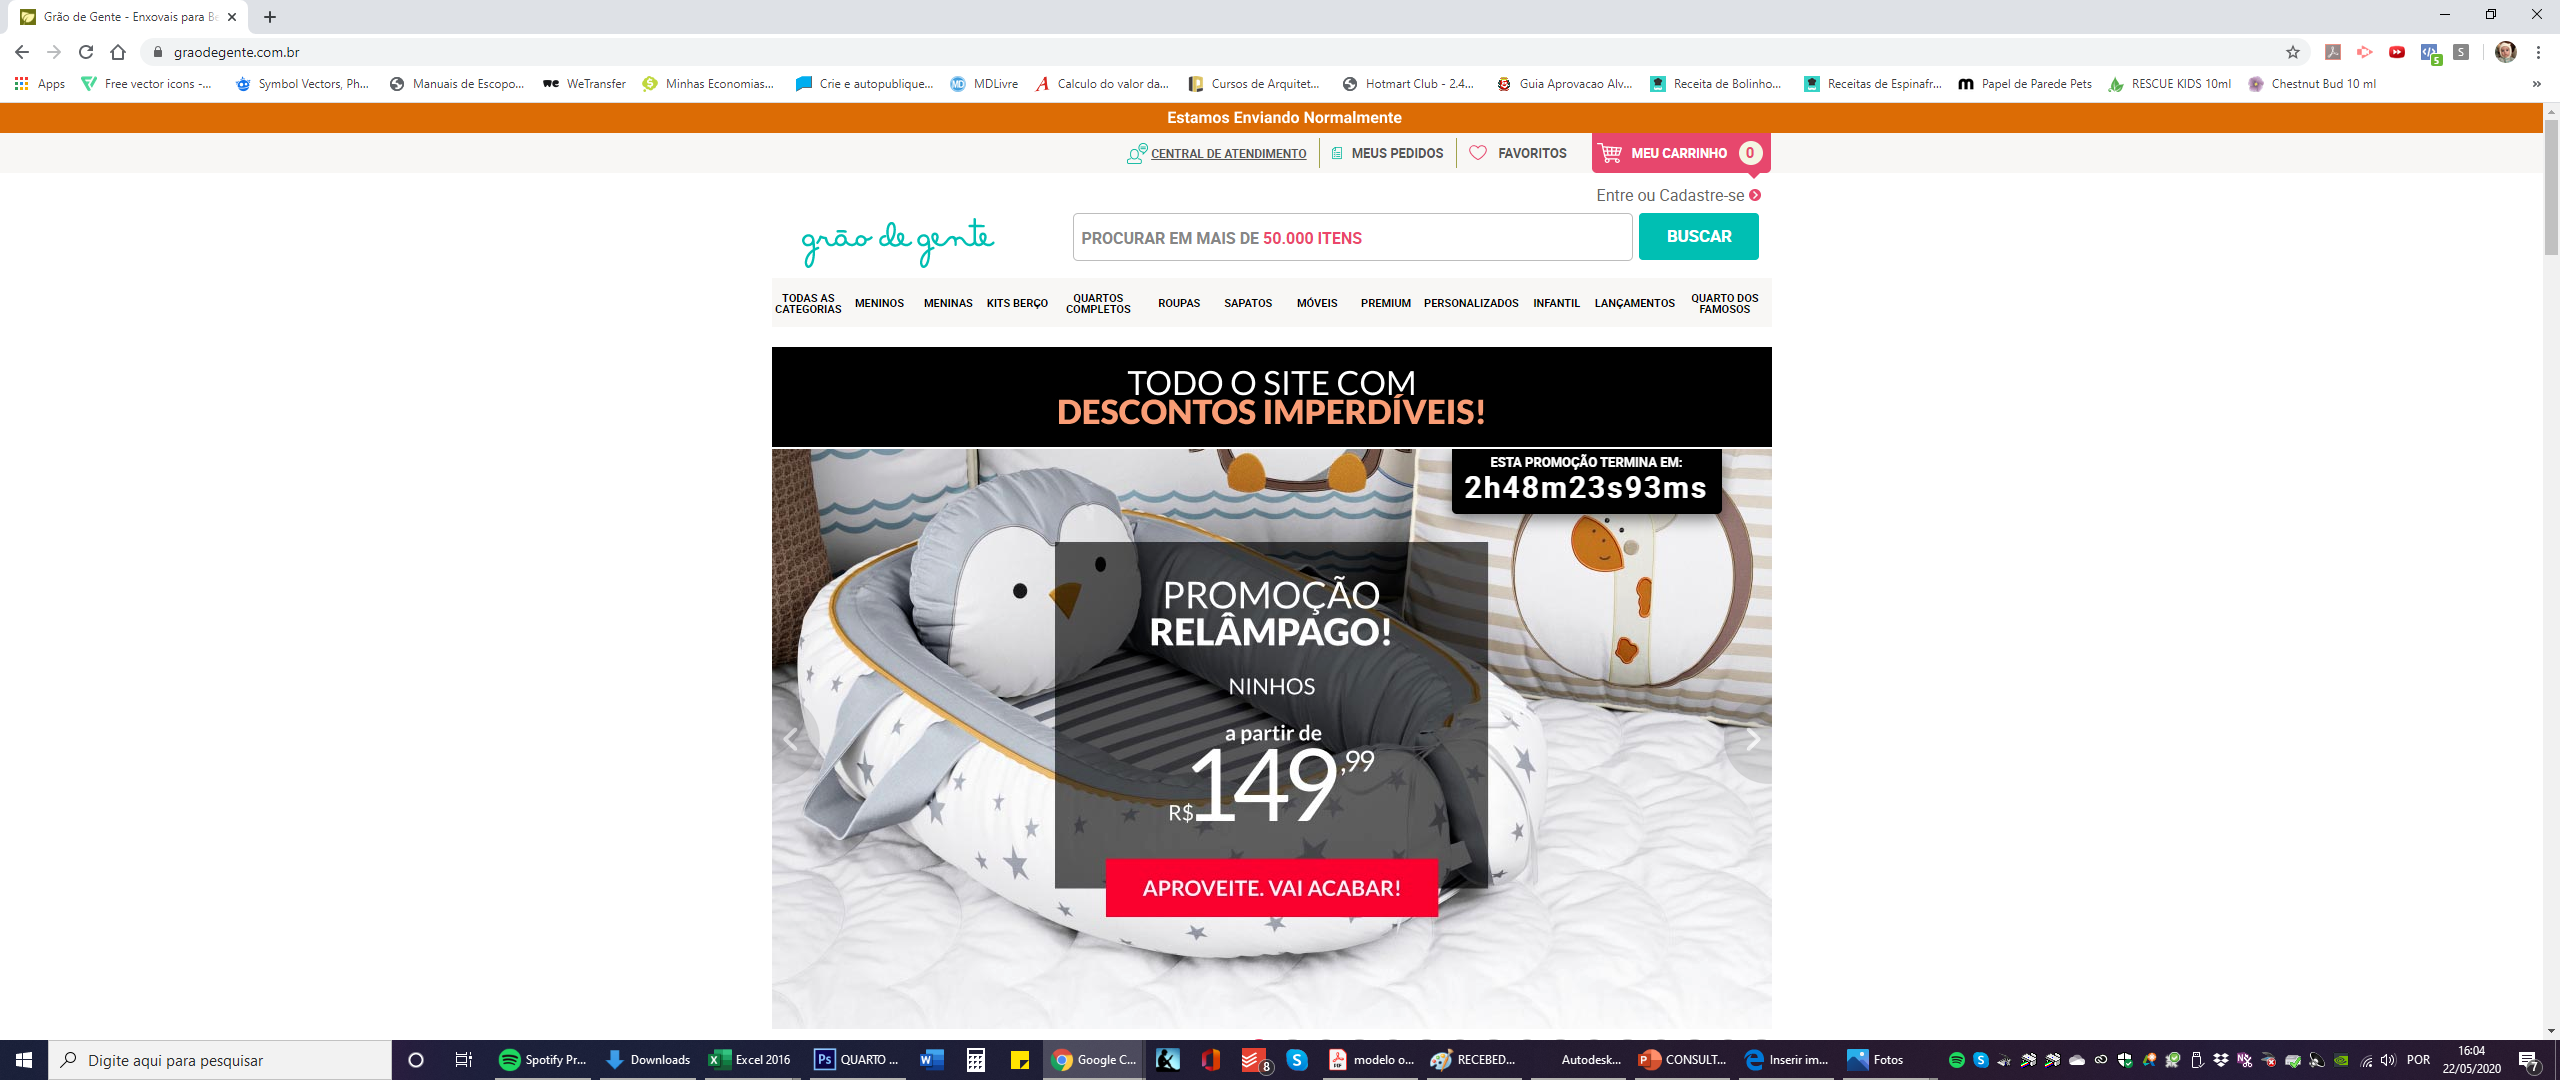 Grão de Gente - Enxovais para Be
graodegente.com.br
Apps
Free vector icons -...
Symbol Vectors, Ph...
Manuais de Escopo...
WeTransfer
Minhas Economias...
Crie e autopublique...
MDLivre
Calculo do valor da...
Cursos de Arquitet...
Hotmart Club - 2.4...
Guia Aprovacao Alv...
Receita de Bolinho...
Receitas de Espinafr...
Papel de Parede Pets
RESCUE KIDS 10ml
Chestnut Bud 10 ml
»
Estamos Enviando Normalmente
CENTRAL DE ATENDIMENTO
MEUS PEDIDOS
FAVORITOS
MEU CARRINHO 0
Entre ou Cadastre-se
grão de gente
PROCURAR EM MAIS DE 50.000 ITENS
BUSCAR
TODAS AS
CATEGORIAS
MENINOS
MENINAS
KITS BERÇO
QUARTOS
COMPLETOS
ROUPAS
SAPATOS
MÓVEIS
PREMIUM
PERSONALIZADOS
INFANTIL
LANÇAMENTOS
QUARTO DOS
FAMOSOS
TODO O SITE COM
DESCONTOS IMPERDÍVEIS!
ESTA PROMOÇÃO TERMINA EM:
2h48m23s93ms
PROMOÇÃO
RELÂMPAGO!
NINHOS
a partir de
R$149,99
APROVEITE. VAI ACABAR!
Digite aqui para pesquisar
Spotify Pr...
Downloads
Excel 2016
QUARTO ...
Google C...
8
modelo o...
RECEBED...
Autodesk...
CONSULT...
Inserir im...
Fotos
POR
16:04
22/05/2020
7